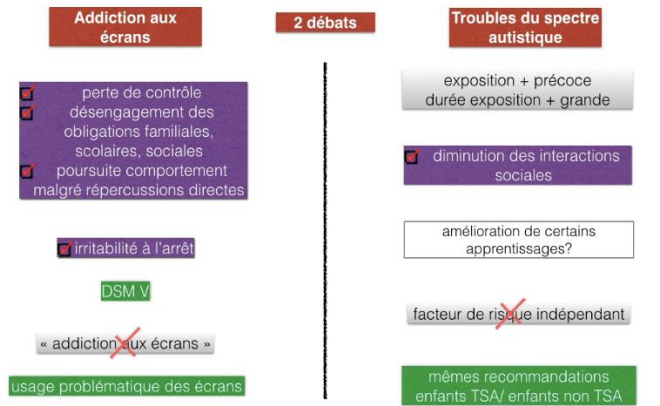 Addiction aux
écrans
2 débats
Troubles du spectre
autistique
perte de contrôle
désengagement des
obligations familiales,
scolaires, sociales
poursuite comportement
malgré répercussions directes
irritabilité à l'arrêt
DSM V
« addiction aux écrans »
usage problématique des écrans
exposition + précoce
durée exposition + grande
diminution des interactions
sociales
amélioration de certains
apprentissages?
facteur de risque indépendant
mêmes recommandations
enfants TSA/ enfants non TSA